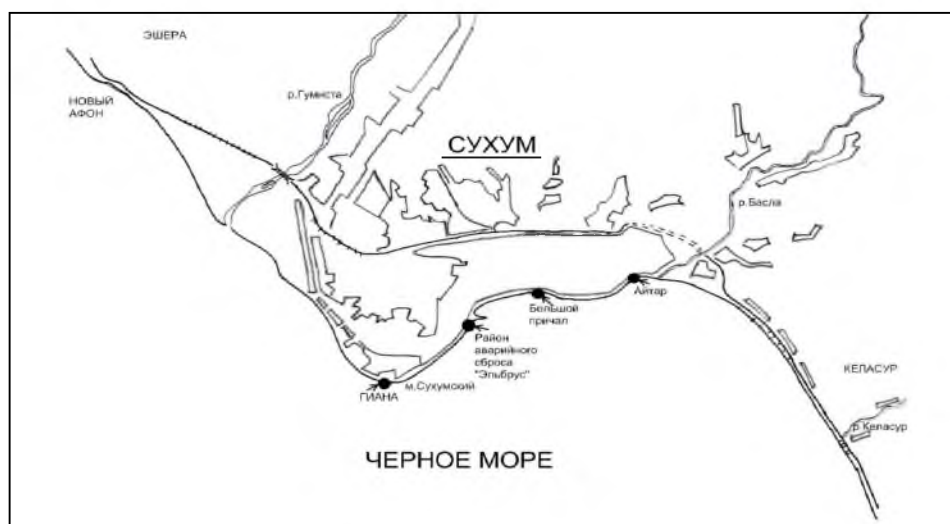 ЭШЕРА
р.Гумиста
НОВЫЙ
АФОН
СУХУМ
р.Басла
Айтар
Большой
причал
Район
аварийного
сброса
"Эльбрус"
м.Сухумский
ГИАНА
КЕЛАСУР
р.Келасур
ЧЕРНОЕ МОРЕ